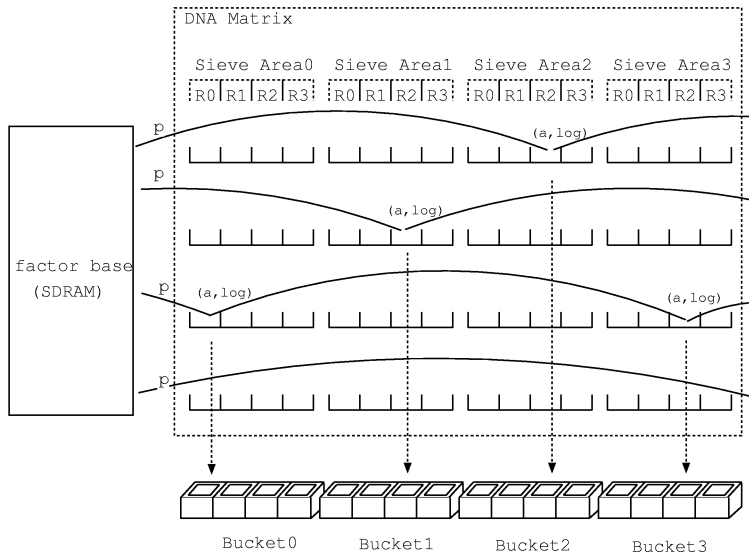 DNA Matrix
Sieve Area0 Sieve Area1 Sieve Area2 Sieve Area3
R0 R1 R2 R3 R0 R1 R2 R3 R0 R1 R2 R3 R0 R1 R2 R3
p
(a,log)
p
(a,log)
factor base
(SDRAM)
p
(a,log)
(a,log)
p
Bucket0 Bucket1 Bucket2 Bucket3